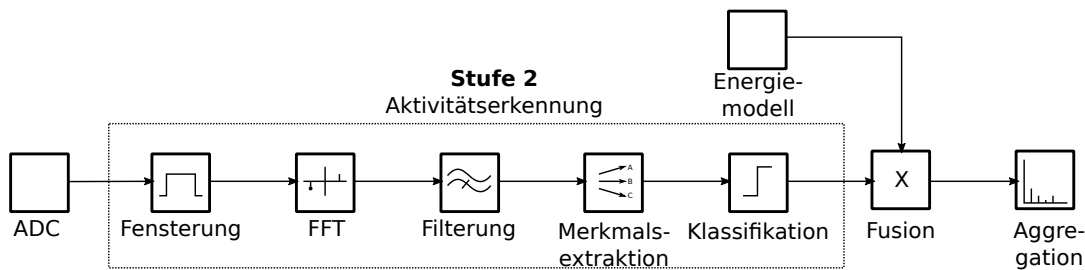 Energie-
modell
Stufe 2
Aktivitätserkennung
A
B
C
X
ADC
Fensterung
FFT
Filterung
Merkmals-
extraktion
Klassifikation
Fusion
Aggre-
gation